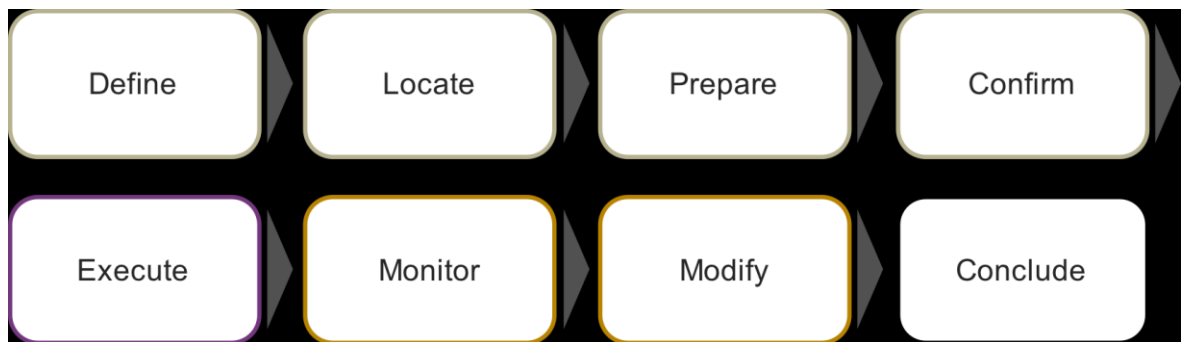 Define
Locate
Prepare
Confirm
Execute
Monitor
Modify
Conclude